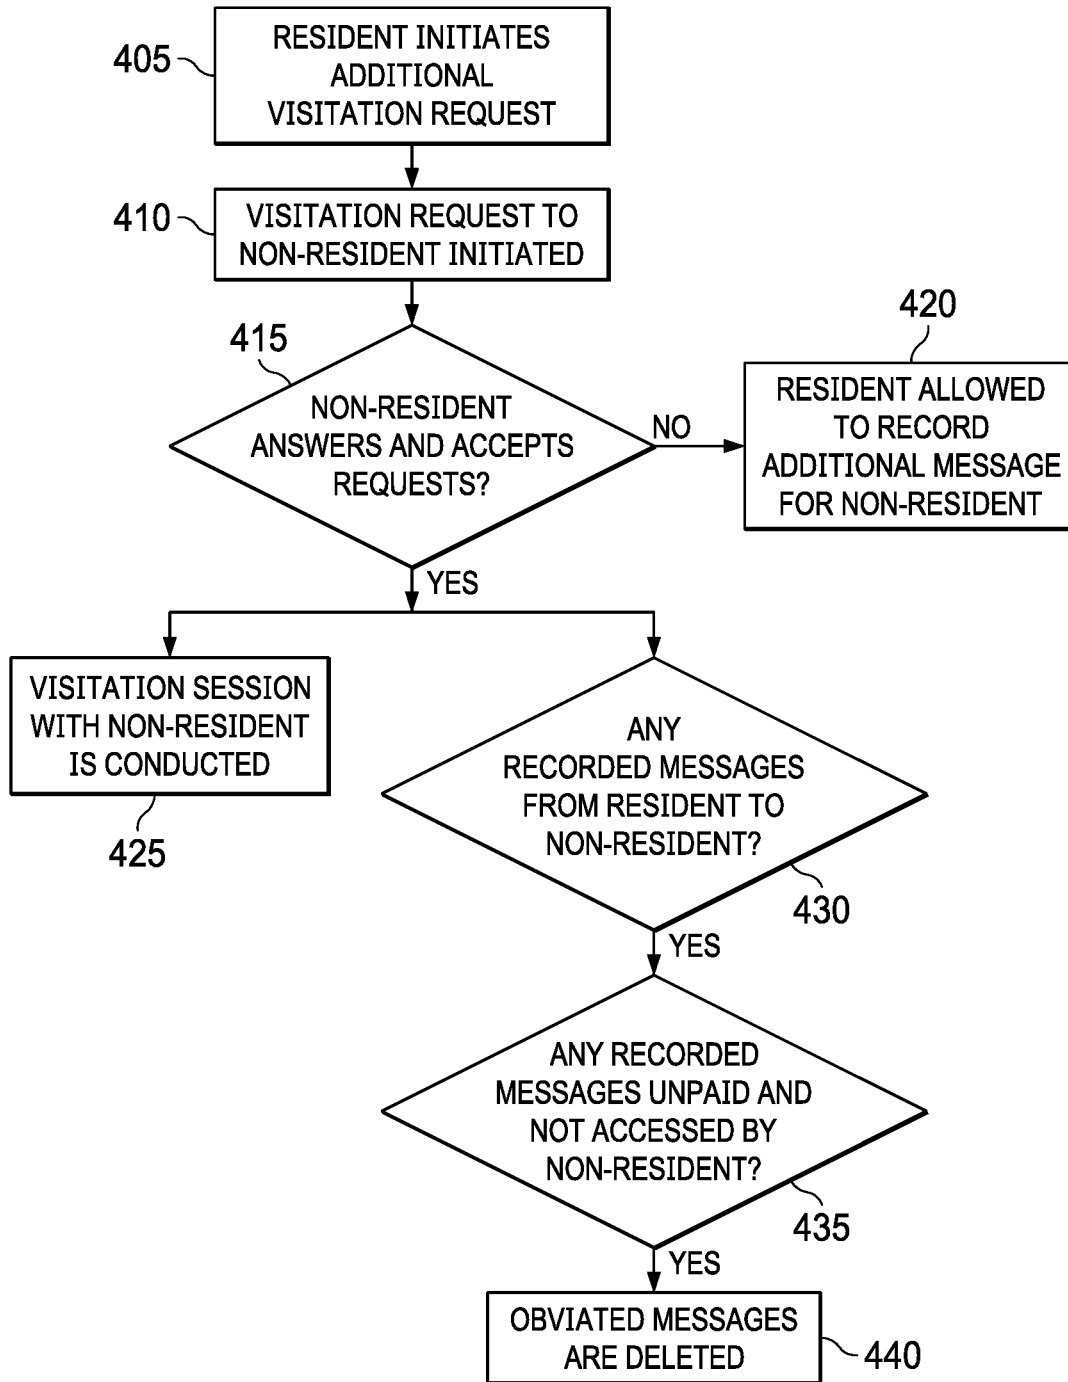 405
RESIDENT INITIATES
ADDITIONAL
VISITATION REQUEST
410
VISITATION REQUEST TO
NON-RESIDENT INITIATED
415
NON-RESIDENT
ANSWERS AND ACCEPTS
REQUESTS?
NO
420
RESIDENT ALLOWED
TO RECORD
ADDITIONAL MESSAGE
FOR NON-RESIDENT
YES
VISITATION SESSION
WITH NON-RESIDENT
IS CONDUCTED
425
ANY
RECORDED MESSAGES
FROM RESIDENT TO
NON-RESIDENT?
430
YES
ANY RECORDED
MESSAGES UNPAID AND
NOT ACCESSED BY
NON-RESIDENT?
435
YES
OBVIATED MESSAGES
ARE DELETED
440